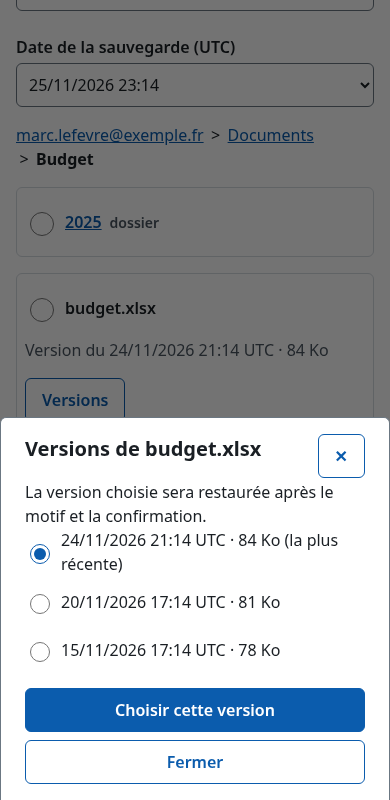 Date de la sauvegarde (UTC)
25/11/2026 23:14
marc.lefevre@exemple.fr > Documents
> Budget
2025 dossier
budget.xlsx
Version du 24/11/2026 21:14 UTC · 84 Ko
Versions
Versions de budget.xlsx
×
La version choisie sera restaurée après le
motif et la confirmation.
24/11/2026 21:14 UTC · 84 Ko (la plus
récente)
20/11/2026 17:14 UTC · 81 Ko
15/11/2026 17:14 UTC · 78 Ko
Choisir cette version
Fermer